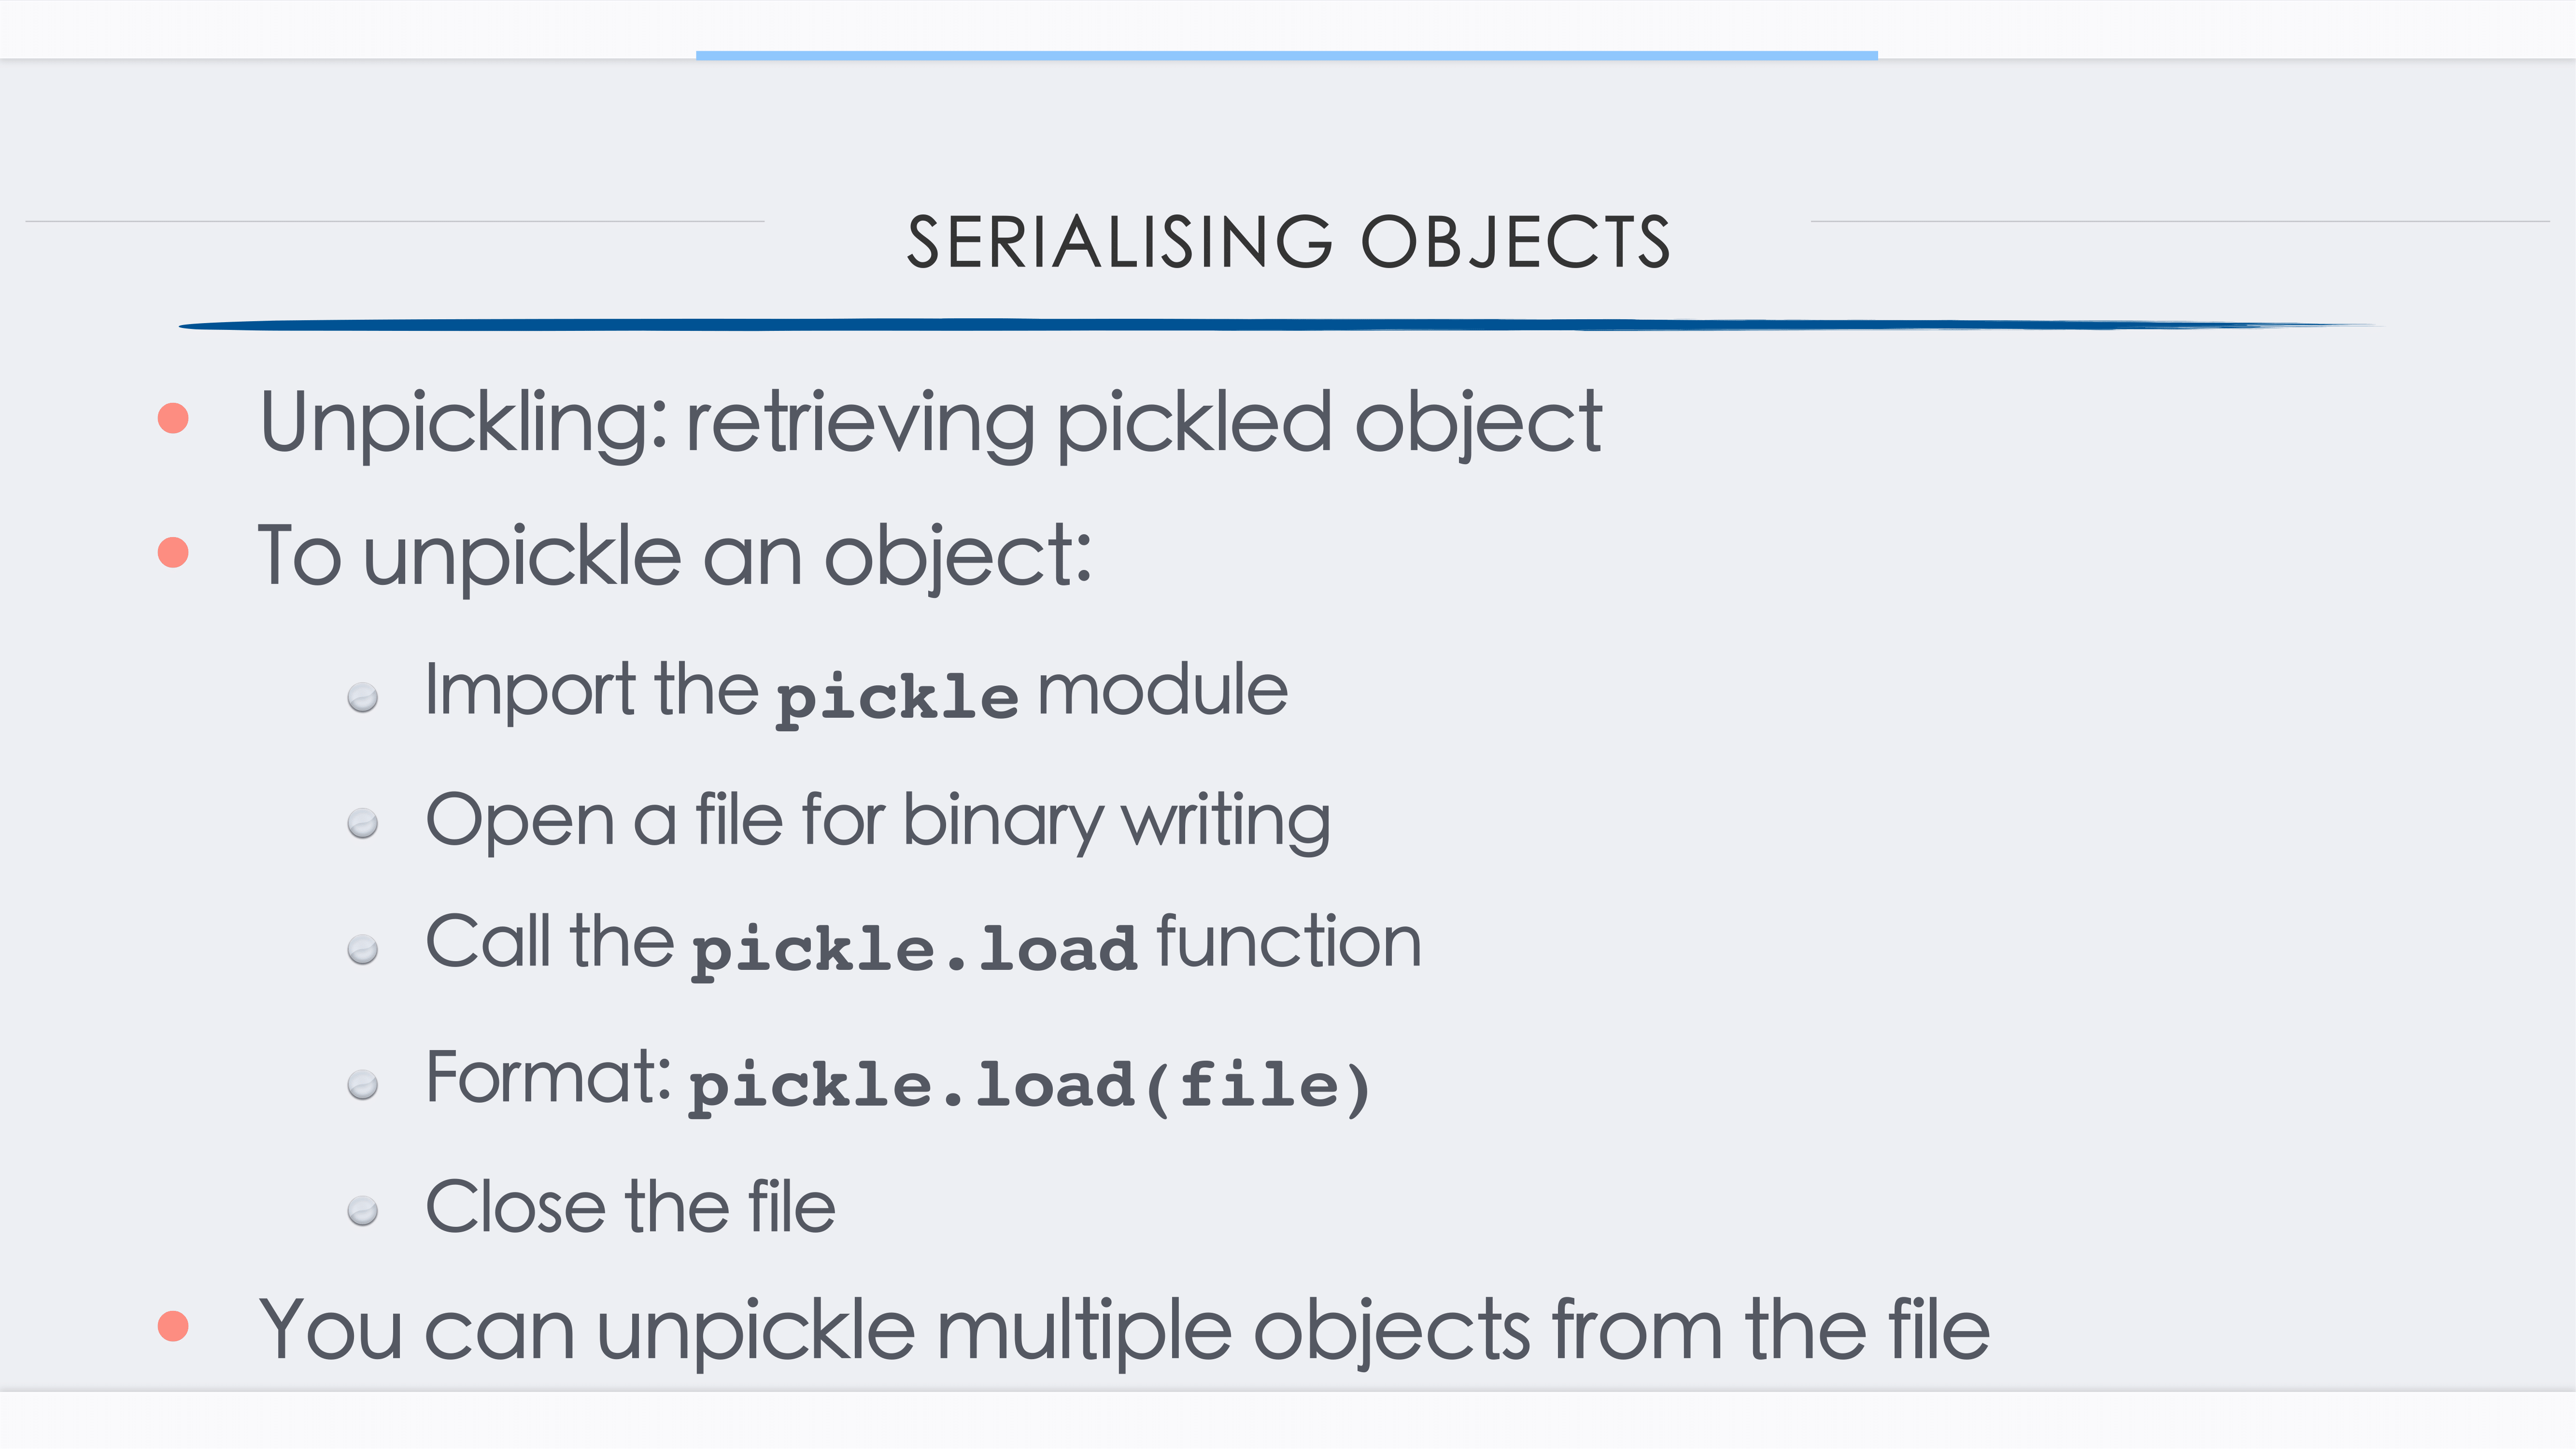 SERIALISING OBJECTS
Unpickling: retrieving pickled object
To unpickle an object:
Import the pickle module
Open a file for binary writing
Call the pickle.load function
Format: pickle.load(file)
Close the file
You can unpickle multiple objects from the file